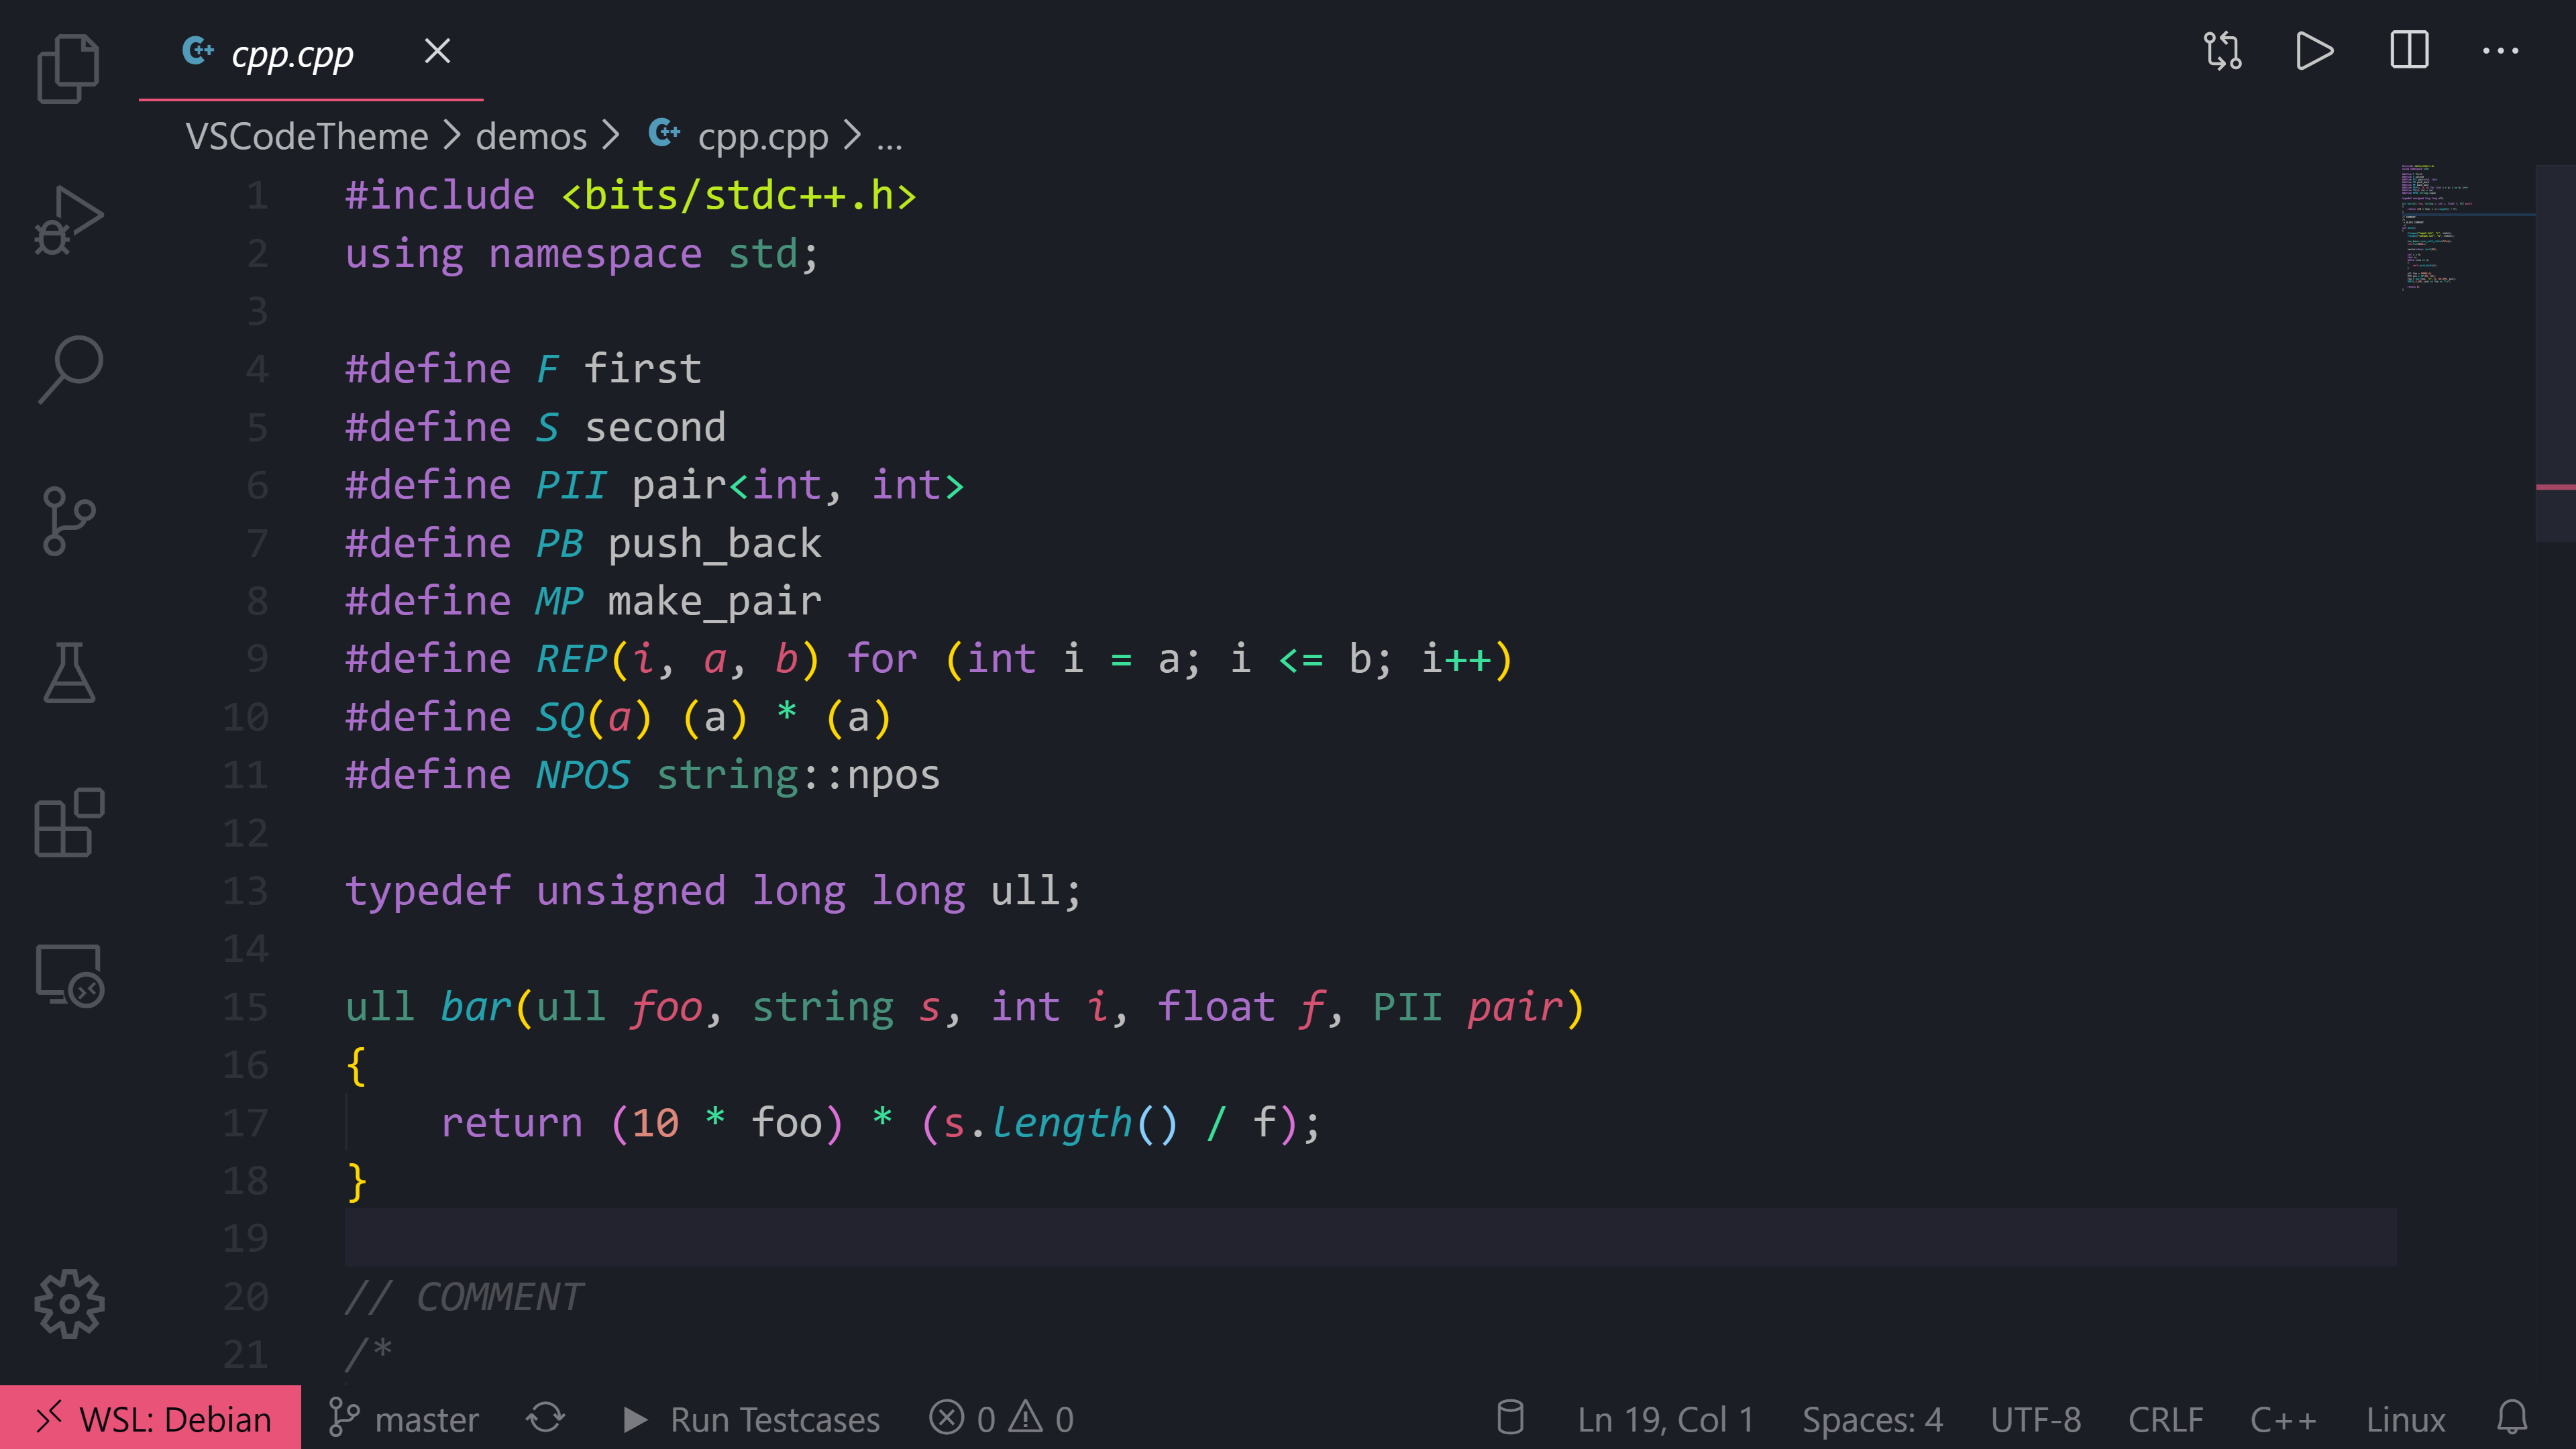 cpp.cpp
VSCodeTheme > demos > cpp.cpp > ...
1 #include <bits/stdc++.h>
2 using namespace std;
3
4 #define F first
5 #define S second
6 #define PII pair<int, int>
7 #define PB push_back
8 #define MP make_pair
9 #define REP(i, a, b) for (int i = a; i <= b; i++)
10 #define SQ(a) (a) * (a)
11 #define NPOS string::npos
12
13 typedef unsigned long long ull;
14
15 ull bar(ull foo, string s, int i, float f, PII pair)
16 {
17     return (10 * foo) * (s.length() / f);
18 }
19
20 // COMMENT
21 /*
WSL: Debian master Run Testcases 0 0 Ln 19, Col 1 Spaces: 4 UTF-8 CRLF C++ Linux